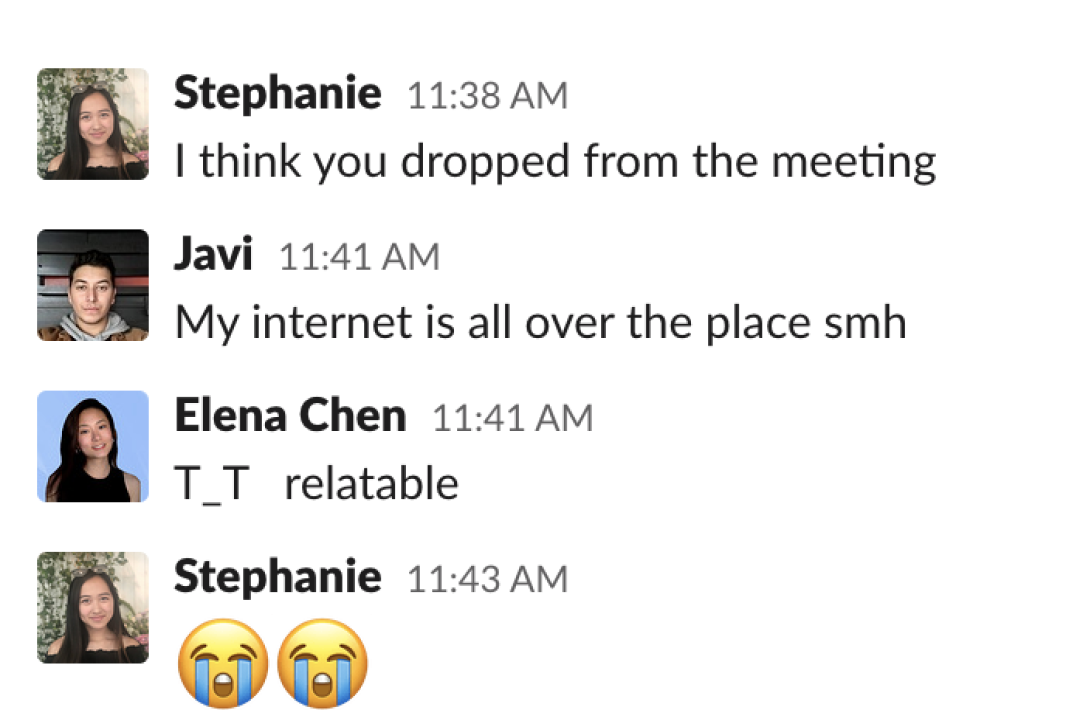 Stephanie 11:38 AM
I think you dropped from the meeting
Javi 11:41 AM
My internet is all over the place smh
Elena Chen 11:41 AM
T_T relatable
Stephanie 11:43 AM
😭😭